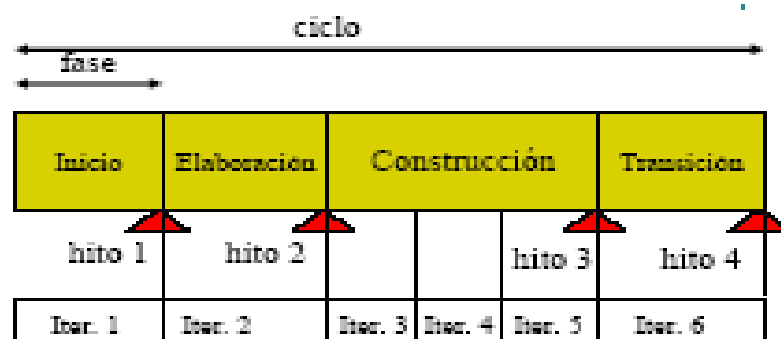 ciclo
fase
Inicio Elaboración Construcción Transición
hito 1 hito 2 hito 3 hito 4
Iter. 1 Iter. 2 Iter. 3 Iter. 4 Iter. 5 Iter. 6